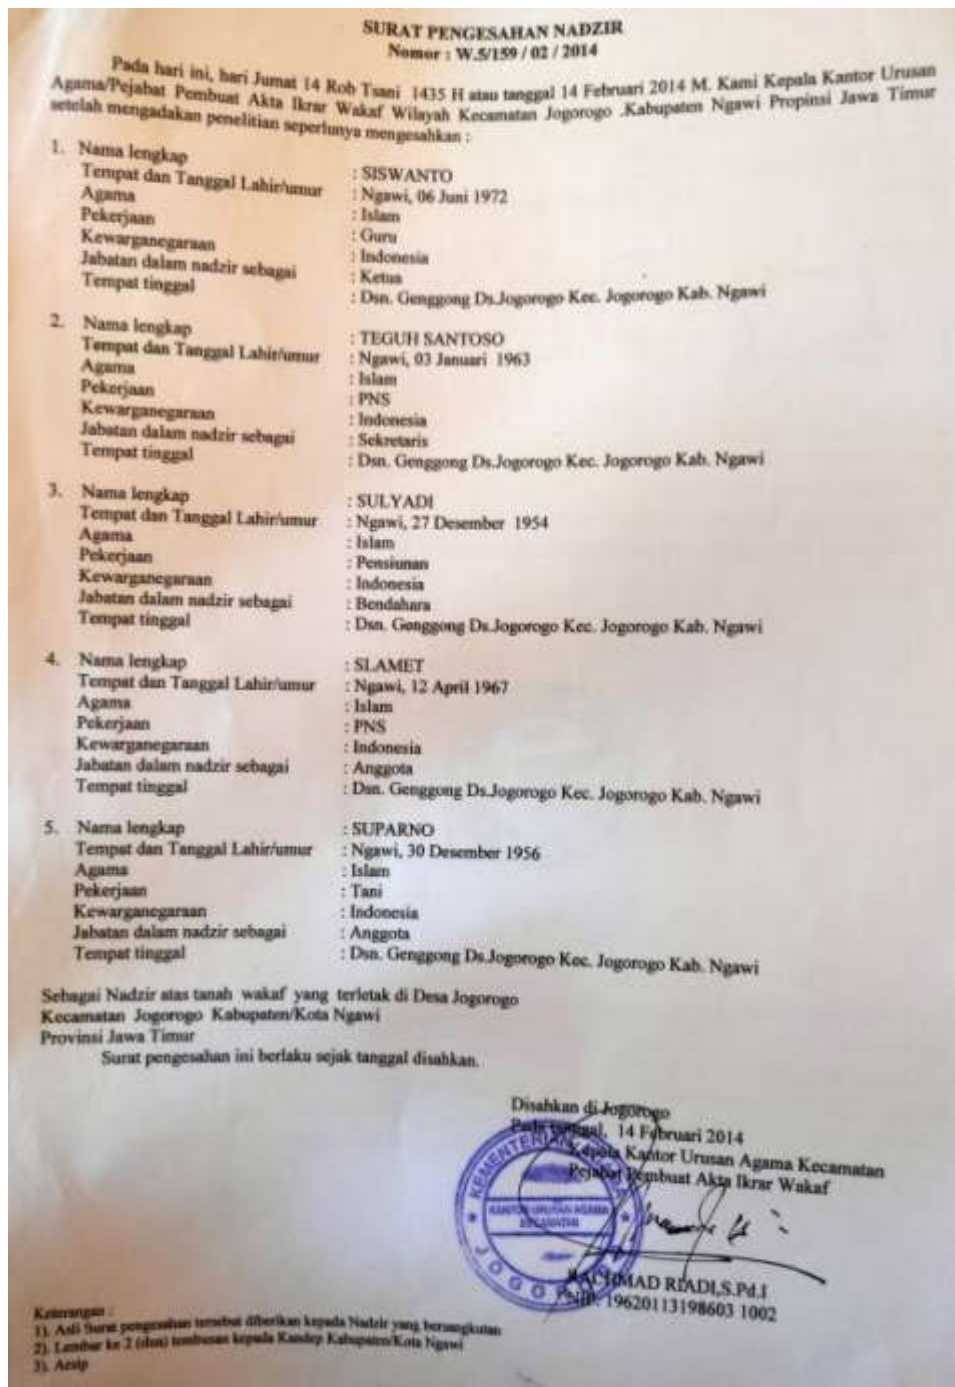 SURAT PENGESAHAN NADZIR
Nomor : W.5/159 / 02 / 2014
Pada hari ini, hari Jumat 14 Rob Tsani 1435 H atau tanggal 14 Februari 2014 M. Kami Kepala Kantor Urusan
Agama/Pejabat Pembuat Akta Ikrar Wakaf Wilayah Kecamatan Jogorogo .Kabupaten Ngawi Propinsi Jawa Timur
setelah mengadakan penelitian seperlunya mengesahkan :
1. Nama lengkap : SISWANTO
Tempat dan Tanggal Lahir/umur : Ngawi, 06 Juni 1972
Agama : Islam
Pekerjaan : Guru
Kewarganegaraan : Indonesia
Jabatan dalam nadzir sebagai : Ketua
Tempat tinggal : Dsn. Genggong Ds.Jogorogo Kec. Jogorogo Kab. Ngawi
2. Nama lengkap : TEGUH SANTOSO
Tempat dan Tanggal Lahir/umur : Ngawi, 03 Januari 1963
Agama : Islam
Pekerjaan : PNS
Kewarganegaraan : Indonesia
Jabatan dalam nadzir sebagai : Sekretaris
Tempat tinggal : Dsn. Genggong Ds.Jogorogo Kec. Jogorogo Kab. Ngawi
3. Nama lengkap : SULYADI
Tempat dan Tanggal Lahir/umur : Ngawi, 27 Desember 1954
Agama : Islam
Pekerjaan : Pensiunan
Kewarganegaraan : Indonesia
Jabatan dalam nadzir sebagai : Bendahara
Tempat tinggal : Dsn. Genggong Ds.Jogorogo Kec. Jogorogo Kab. Ngawi
4. Nama lengkap : SLAMET
Tempat dan Tanggal Lahir/umur : Ngawi, 12 April 1967
Agama : Islam
Pekerjaan : PNS
Kewarganegaraan : Indonesia
Jabatan dalam nadzir sebagai : Anggota
Tempat tinggal : Dsn. Genggong Ds.Jogorogo Kec. Jogorogo Kab. Ngawi
5. Nama lengkap : SUPARNO
Tempat dan Tanggal Lahir/umur : Ngawi, 30 Desember 1956
Agama : Islam
Pekerjaan : Tani
Kewarganegaraan : Indonesia
Jabatan dalam nadzir sebagai : Anggota
Tempat tinggal : Dsn. Genggong Ds.Jogorogo Kec. Jogorogo Kab. Ngawi
Sebagai Nadzir atas tanah wakaf yang terletak di Desa Jogorogo
Kecamatan Jogorogo Kabupaten/Kota Ngawi
Provinsi Jawa Timur
Surat pengesahan ini berlaku sejak tanggal disahkan.
Disahkan di Jogorogo
Pada tanggal, 14 Februari 2014
Kepala Kantor Urusan Agama Kecamatan
Pejabat Pembuat Akta Ikrar Wakaf
KEMENTERIAN
KANTOR URUSAN AGAMA
KECAMATAN
RACHMAD RIADI,S.Pd.I
NIP. 19620113198603 1002
Keterangan :
1). Asli Surat pengesahan tersebut diberikan kepada Nadzir yang bersangkutan
2). Lembar ke 2 (dua) tembusan kepada Kandep Kabupaten/Kota Ngawi
3). Arsip